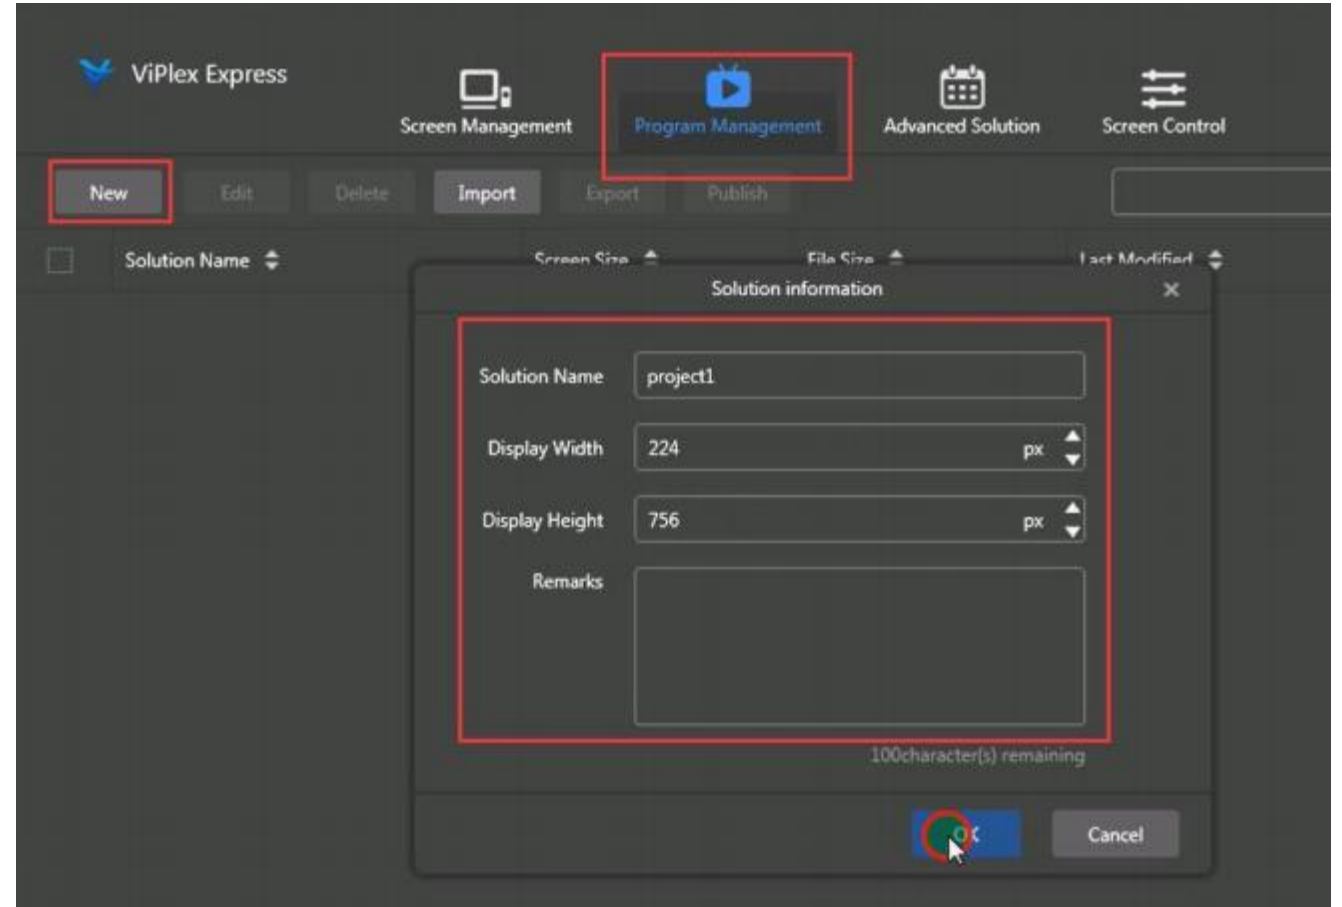 ViPlex Express
Screen Management
Program Management
Advanced Solution
Screen Control
New Edit Delete Import Export Publish
Solution Name Screen Size File Size Last Modified
Solution information
Solution Name project1
Display Width 224 px
Display Height 756 px
Remarks
100character(s) remaining
OK Cancel